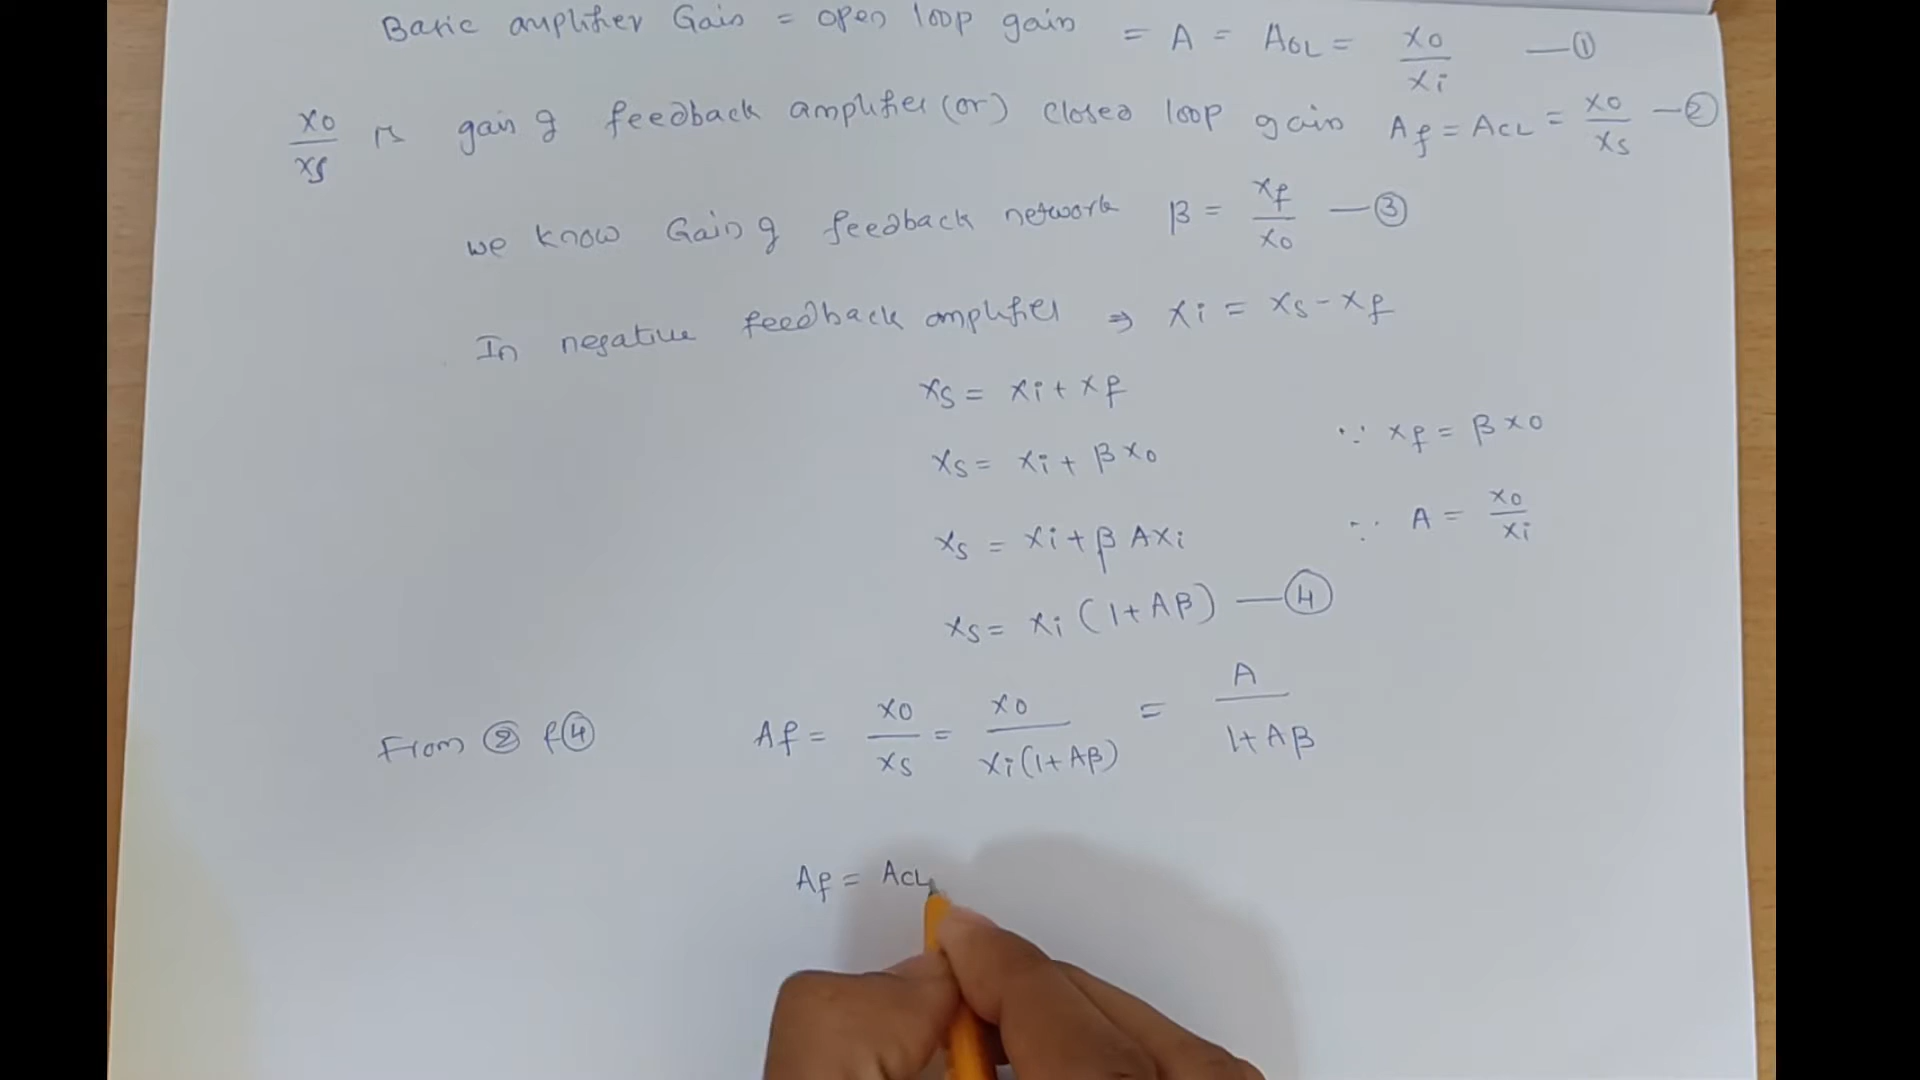 Basic amplifier Gain = open loop gain = A = AOL = xo/xi —①
xo/xs is gain of feedback amplifier (or) closed loop gain Af = ACL = xo/xs —②
we know Gain of feedback network β = xf/xo —③
In negative feedback amplifier ⇒ xi = xs - xf
xs = xi + xf
xs = xi + βxo ∵ xf = βxo
xs = xi + βAxi ∵ A = xo/xi
xs = xi (1+Aβ) —④
From ② & ④ Af = xo/xs = xo/xi(1+Aβ) = A/1+Aβ
Af = ACL